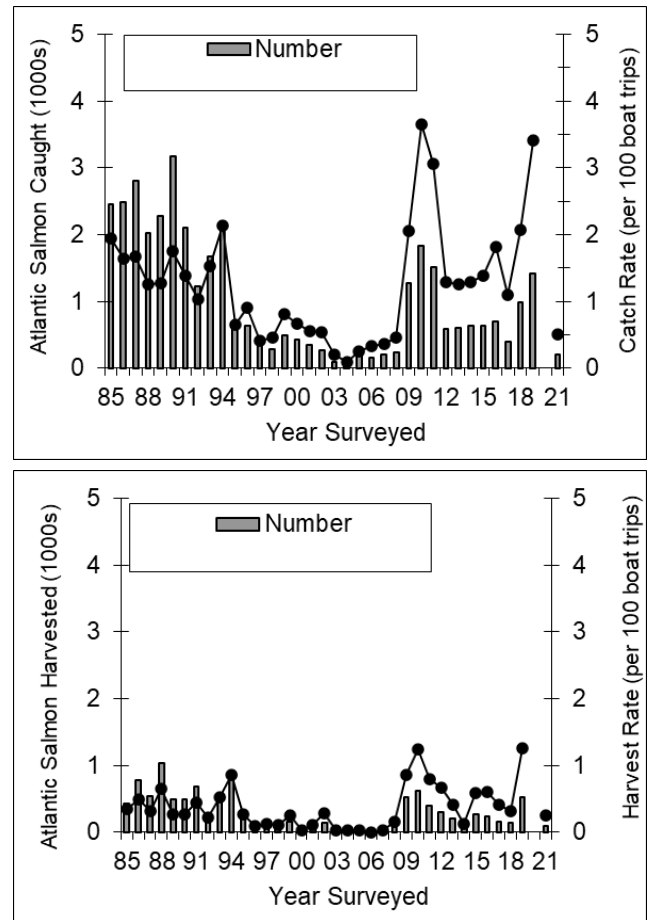 Number
Atlantic Salmon Caught (1000s)
5
4
3
2
1
0
5
4
3
2
1
0
Catch Rate (per 100 boat trips)
85 88 91 94 97 00 03 06 09 12 15 18 21
Year Surveyed
Number
Atlantic Salmon Harvested (1000s)
5
4
3
2
1
0
5
4
3
2
1
0
Harvest Rate (per 100 boat trips)
85 88 91 94 97 00 03 06 09 12 15 18 21
Year Surveyed